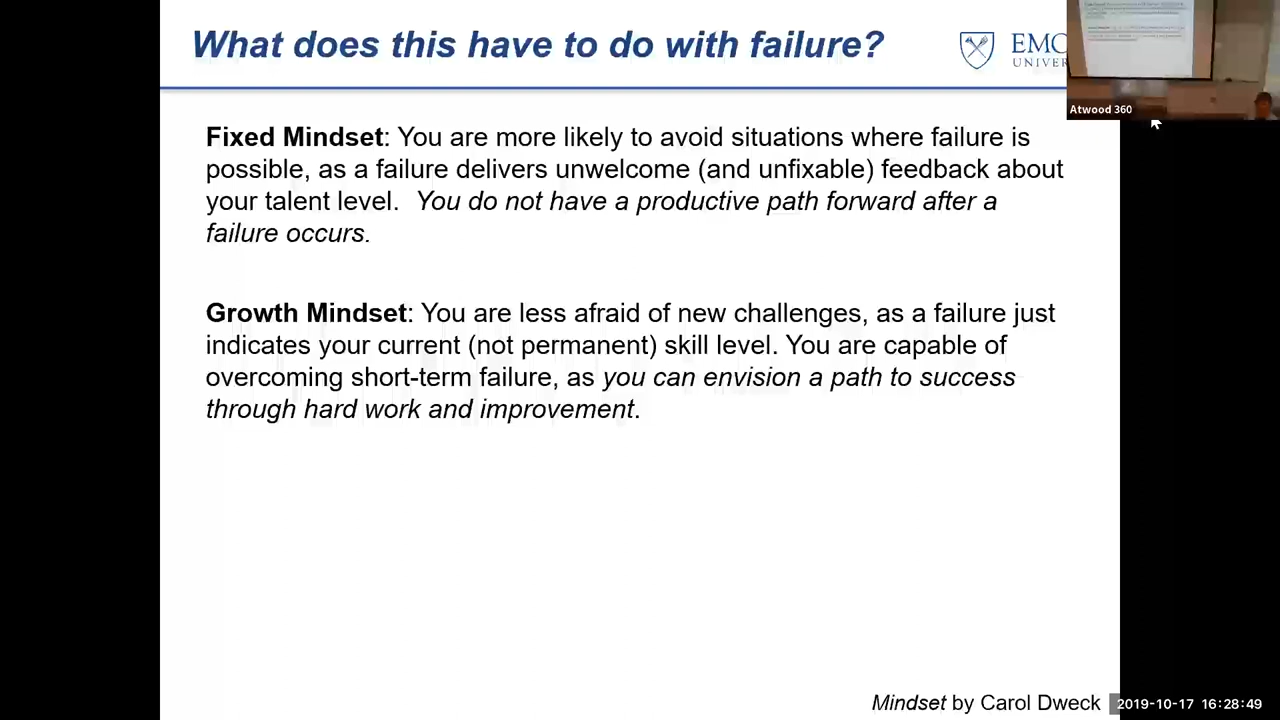 What does this have to do with failure?
EMO
UNIVER
Atwood 360
Fixed Mindset: You are more likely to avoid situations where failure is
possible, as a failure delivers unwelcome (and unfixable) feedback about
your talent level. You do not have a productive path forward after a
failure occurs.
Growth Mindset: You are less afraid of new challenges, as a failure just
indicates your current (not permanent) skill level. You are capable of
overcoming short-term failure, as you can envision a path to success
through hard work and improvement.
Mindset by Carol Dweck
2019-10-17 16:28:49